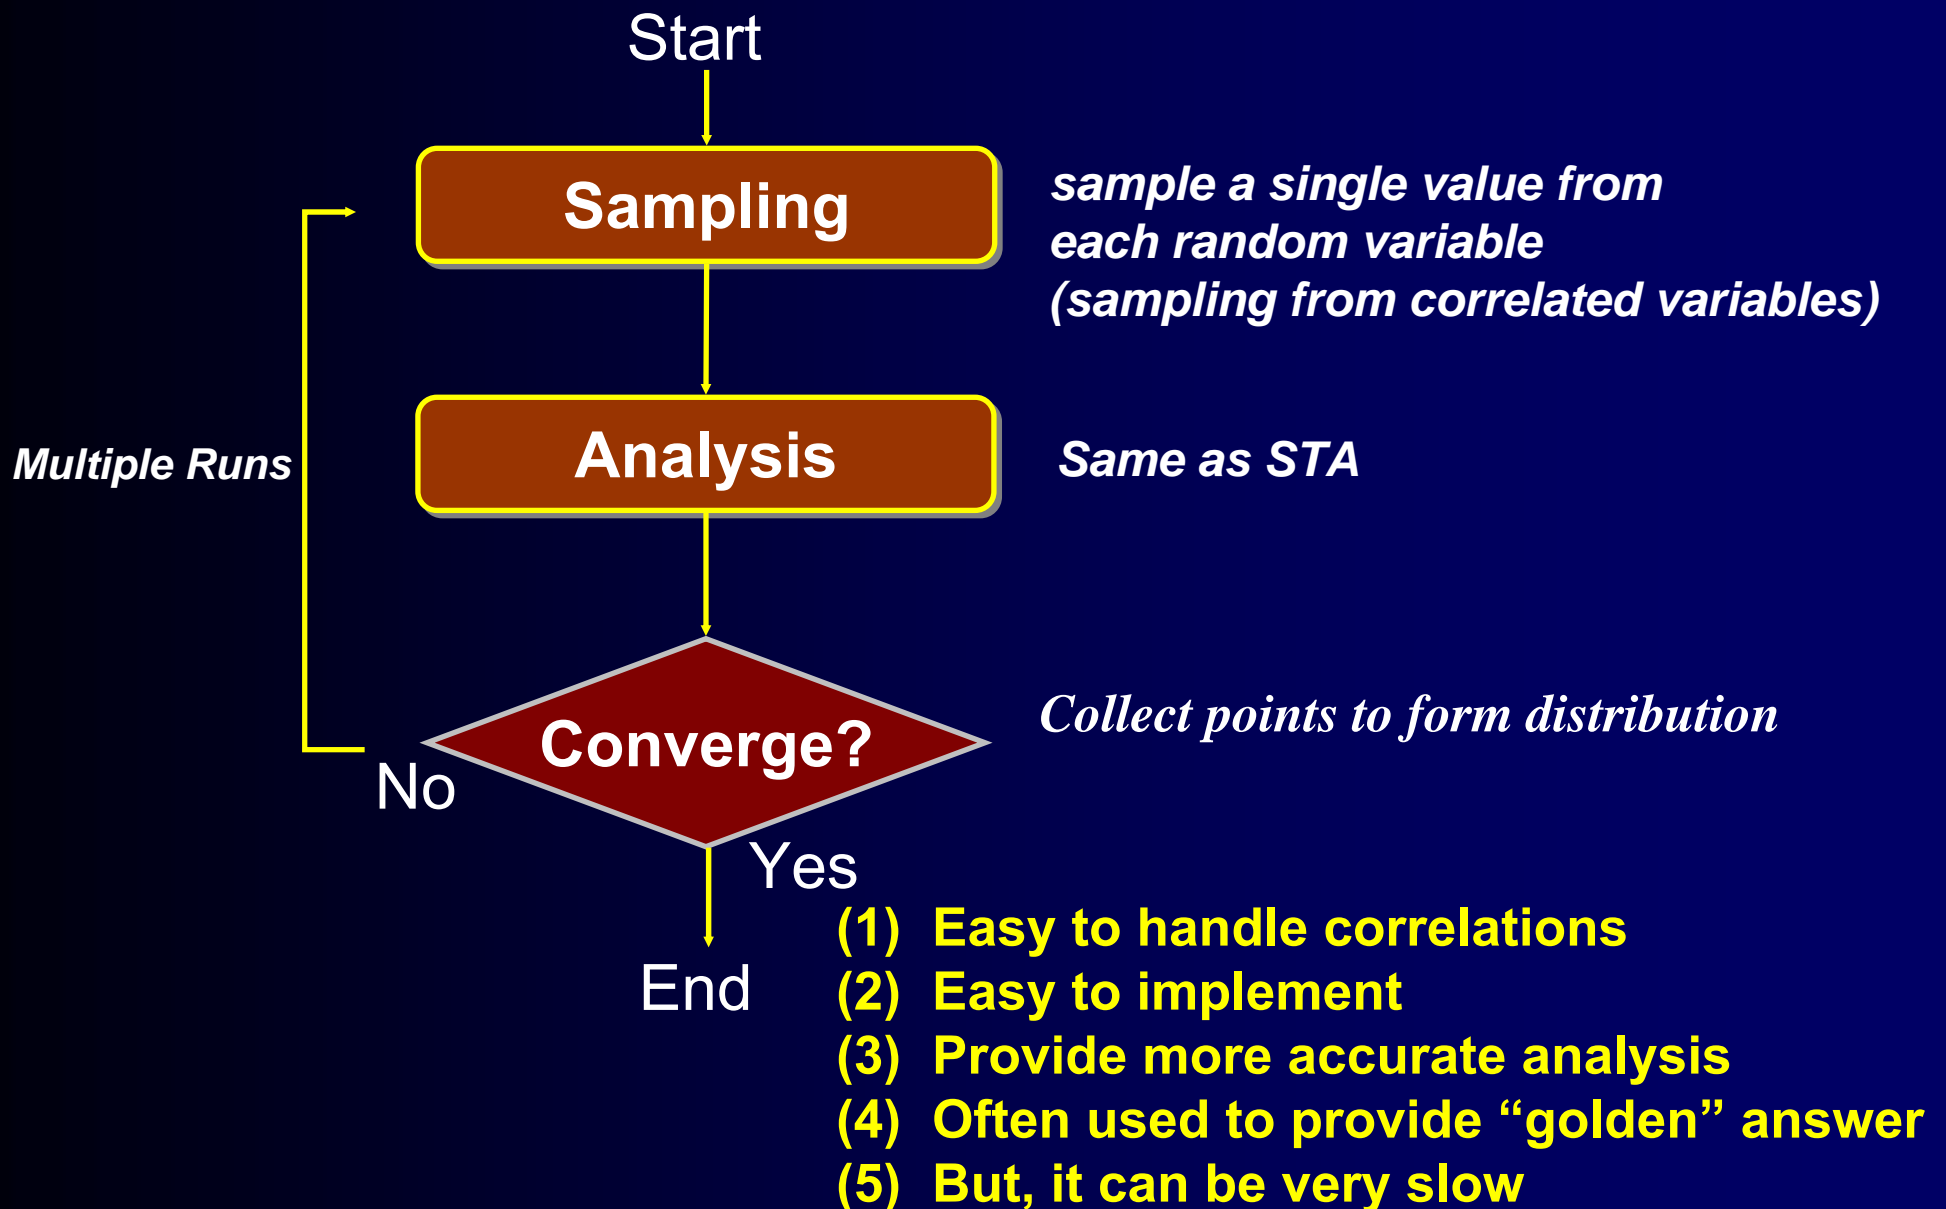 Start
Sampling
sample a single value from
each random variable
(sampling from correlated variables)
Multiple Runs
Analysis
Same as STA
Converge?
Collect points to form distribution
No
Yes
End
(1) Easy to handle correlations
(2) Easy to implement
(3) Provide more accurate analysis
(4) Often used to provide “golden” answer
(5) But, it can be very slow